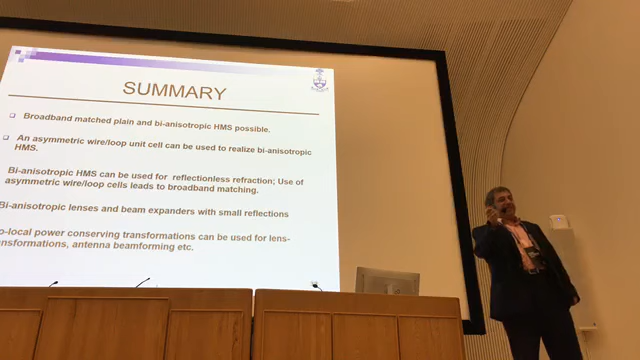 SUMMARY
Broadband matched plain and bi-anisotropic HMS possible.
An asymmetric wire/loop unit cell can be used to realize bi-anisotropic
HMS.
Bi-anisotropic HMS can be used for reflectionless refraction; Use of
asymmetric wire/loop cells leads to broadband matching.
Bi-anisotropic lenses and beam expanders with small reflections
o-local power conserving transformations can be used for lens-
ansformations, antenna beamforming etc.